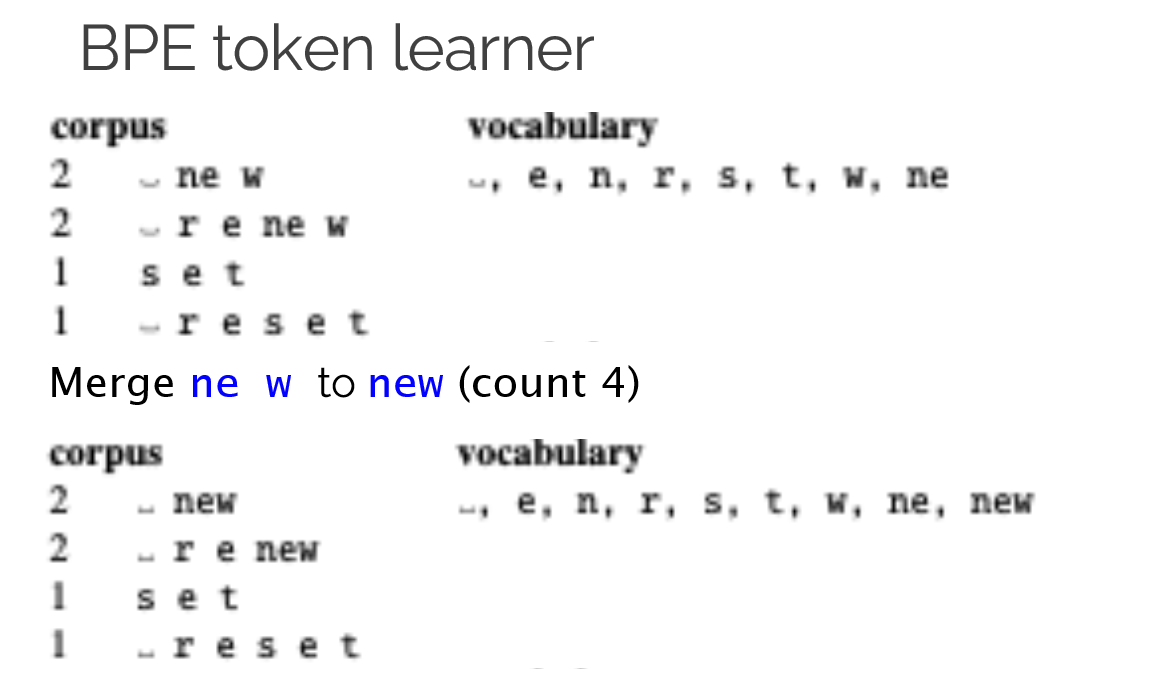 BPE token learner
corpus vocabulary
2 ␣ ne w ␣, e, n, r, s, t, w, ne
2 ␣ r e ne w
1 s e t
1 ␣ r e s e t
Merge ne w to new (count 4)
corpus vocabulary
2 ␣ new ␣, e, n, r, s, t, w, ne, new
2 ␣ r e new
1 s e t
1 ␣ r e s e t